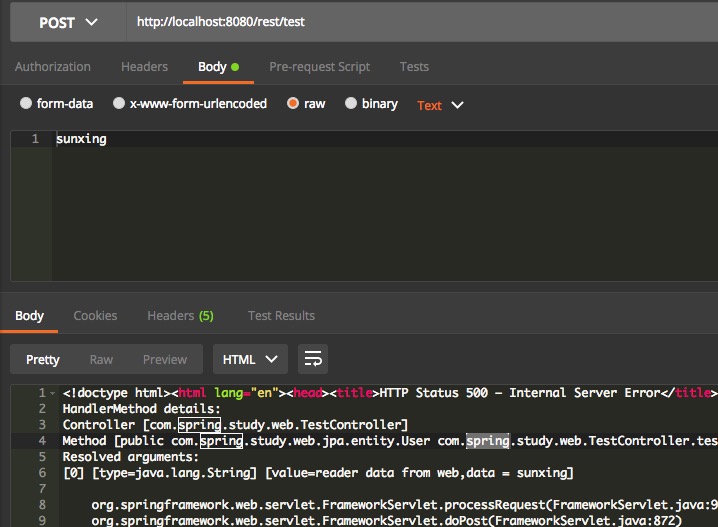 POST http://localhost:8080/rest/test
Authorization Headers Body Pre-request Script Tests
form-data x-www-form-urlencoded raw binary Text
1 sunxing
Body Cookies Headers (5) Test Results
Pretty Raw Preview HTML
1 <!doctype html><html lang="en"><head><title>HTTP Status 500 – Internal Server Error</title>
2 HandlerMethod details:
3 Controller [com.spring.study.web.TestController]
4 Method [public com.spring.study.web.jpa.entity.User com.spring.study.web.TestController.tes
5 Resolved arguments:
6 [0] [type=java.lang.String] [value=reader data from web,data = sunxing]
7
8 org.springframework.web.servlet.FrameworkServlet.processRequest(FrameworkServlet.java:9
9 org.springframework.web.servlet.FrameworkServlet.doPost(FrameworkServlet.java:872)